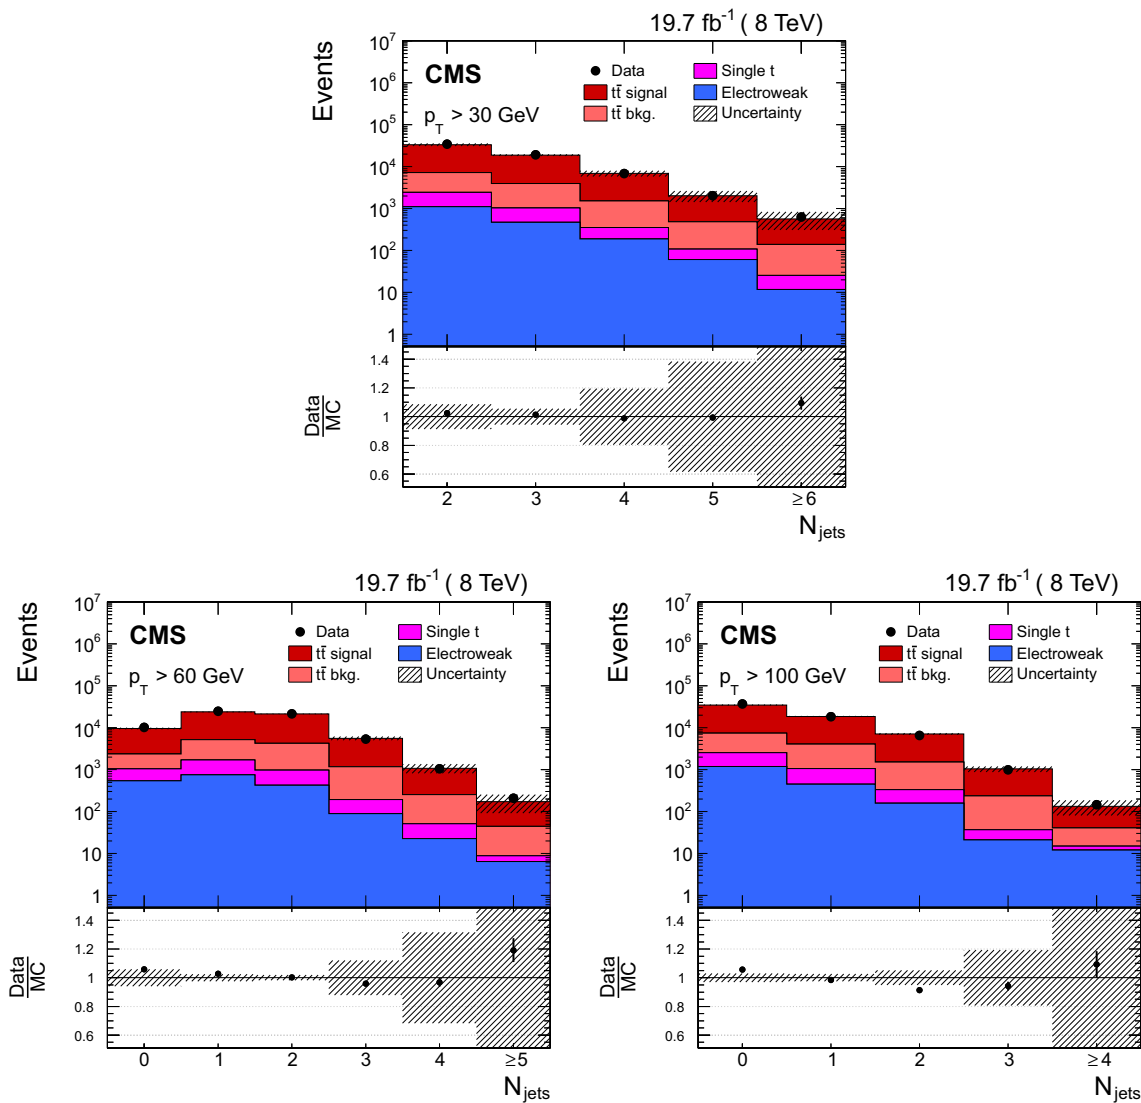 19.7 fb⁻¹ ( 8 TeV)
Events
10⁷
10⁶
10⁵
10⁴
10³
10²
10
1
CMS
p_T > 30 GeV
Data
tt̄ signal
tt̄ bkg.
Single t
Electroweak
Uncertainty
Data
MC
1.4
1.2
1
0.8
0.6
2 3 4 5 ≥6
N_jets
19.7 fb⁻¹ ( 8 TeV)
Events
10⁷
10⁶
10⁵
10⁴
10³
10²
10
1
CMS
p_T > 60 GeV
Data
tt̄ signal
tt̄ bkg.
Single t
Electroweak
Uncertainty
Data
MC
1.4
1.2
1
0.8
0.6
0 1 2 3 4 ≥5
N_jets
19.7 fb⁻¹ ( 8 TeV)
Events
10⁷
10⁶
10⁵
10⁴
10³
10²
10
1
CMS
p_T > 100 GeV
Data
tt̄ signal
tt̄ bkg.
Single t
Electroweak
Uncertainty
Data
MC
1.4
1.2
1
0.8
0.6
0 1 2 3 ≥4
N_jets